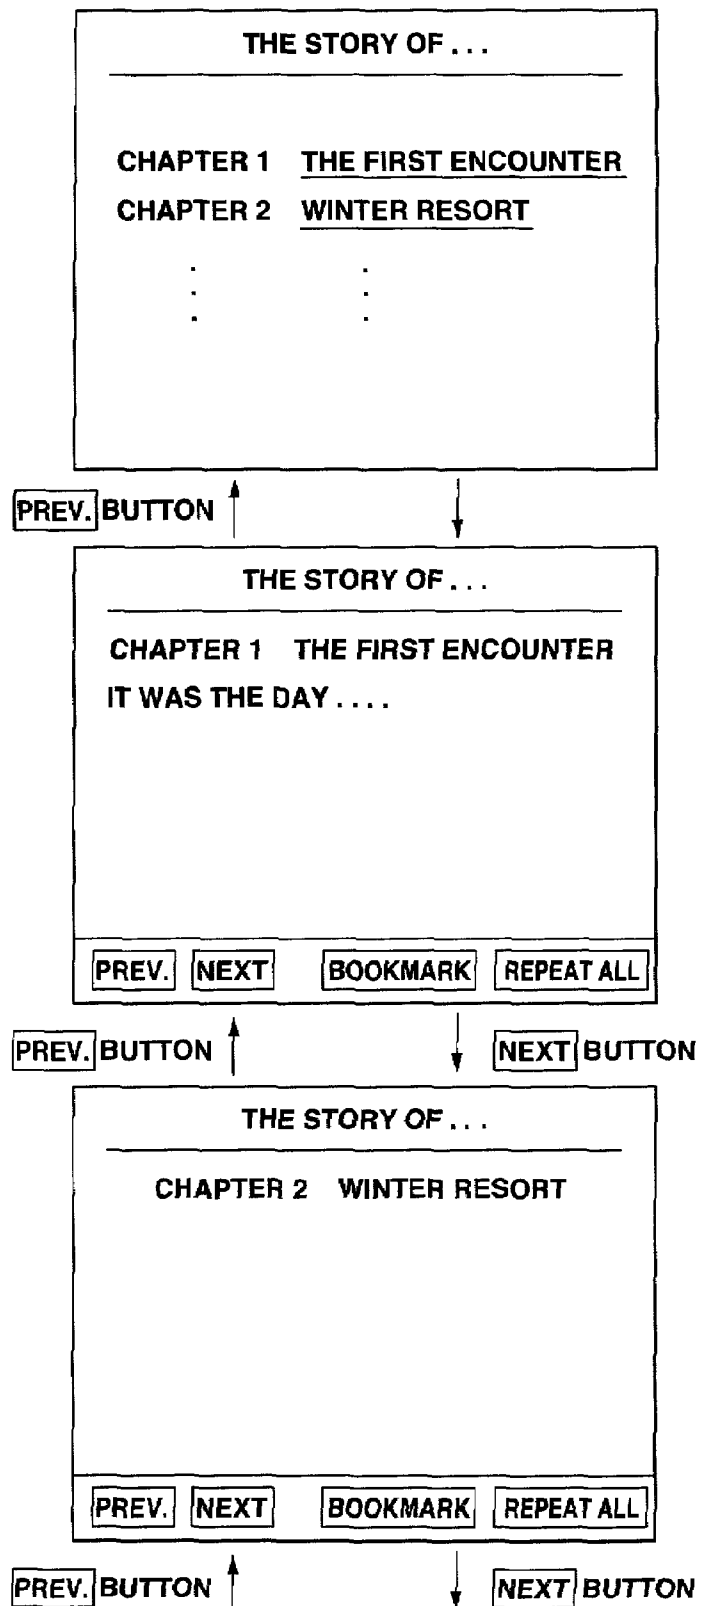 THE STORY OF . . .
CHAPTER 1 THE FIRST ENCOUNTER
CHAPTER 2 WINTER RESORT
. .
. .
. .
PREV. BUTTON
THE STORY OF . . .
CHAPTER 1 THE FIRST ENCOUNTER
IT WAS THE DAY . . . .
PREV. NEXT BOOKMARK REPEAT ALL
PREV. BUTTON NEXT BUTTON
THE STORY OF . . .
CHAPTER 2 WINTER RESORT
PREV. NEXT BOOKMARK REPEAT ALL
PREV. BUTTON NEXT BUTTON